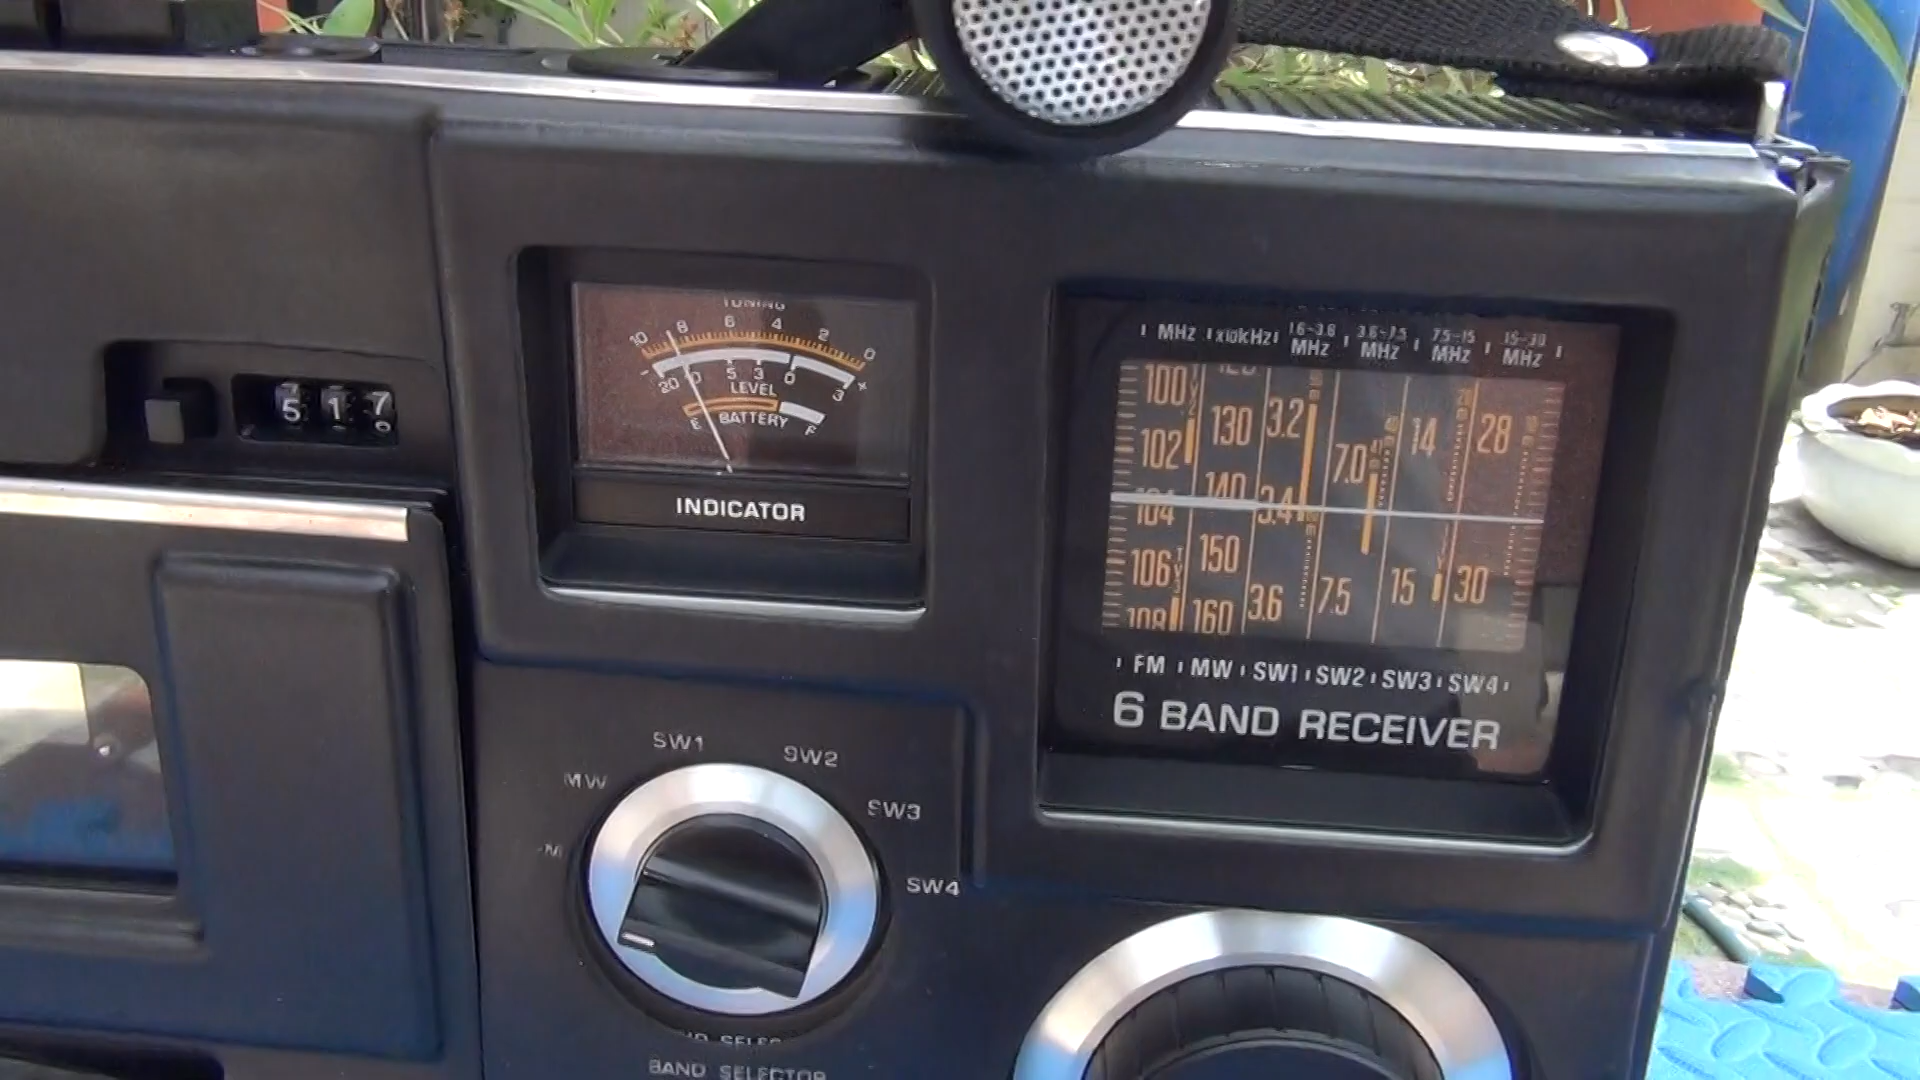 TUNING
10 8 6 4 2 0
- 20 10 5 3 0 3 +
LEVEL
E BATTERY F
INDICATOR
5 1 7
MHz x10kHz 1.6~3.8 MHz 3.6~7.5 MHz 7.5~15 MHz 15~30 MHz
100 130 3.2 7.0 14 28
102 140 3.4
104 150 3.6 7.5 15 30
106 160
108
FM MW SW1 SW2 SW3 SW4
6 BAND RECEIVER
SW1
SW2
MW
SW3
SW4
BAND SELECTOR